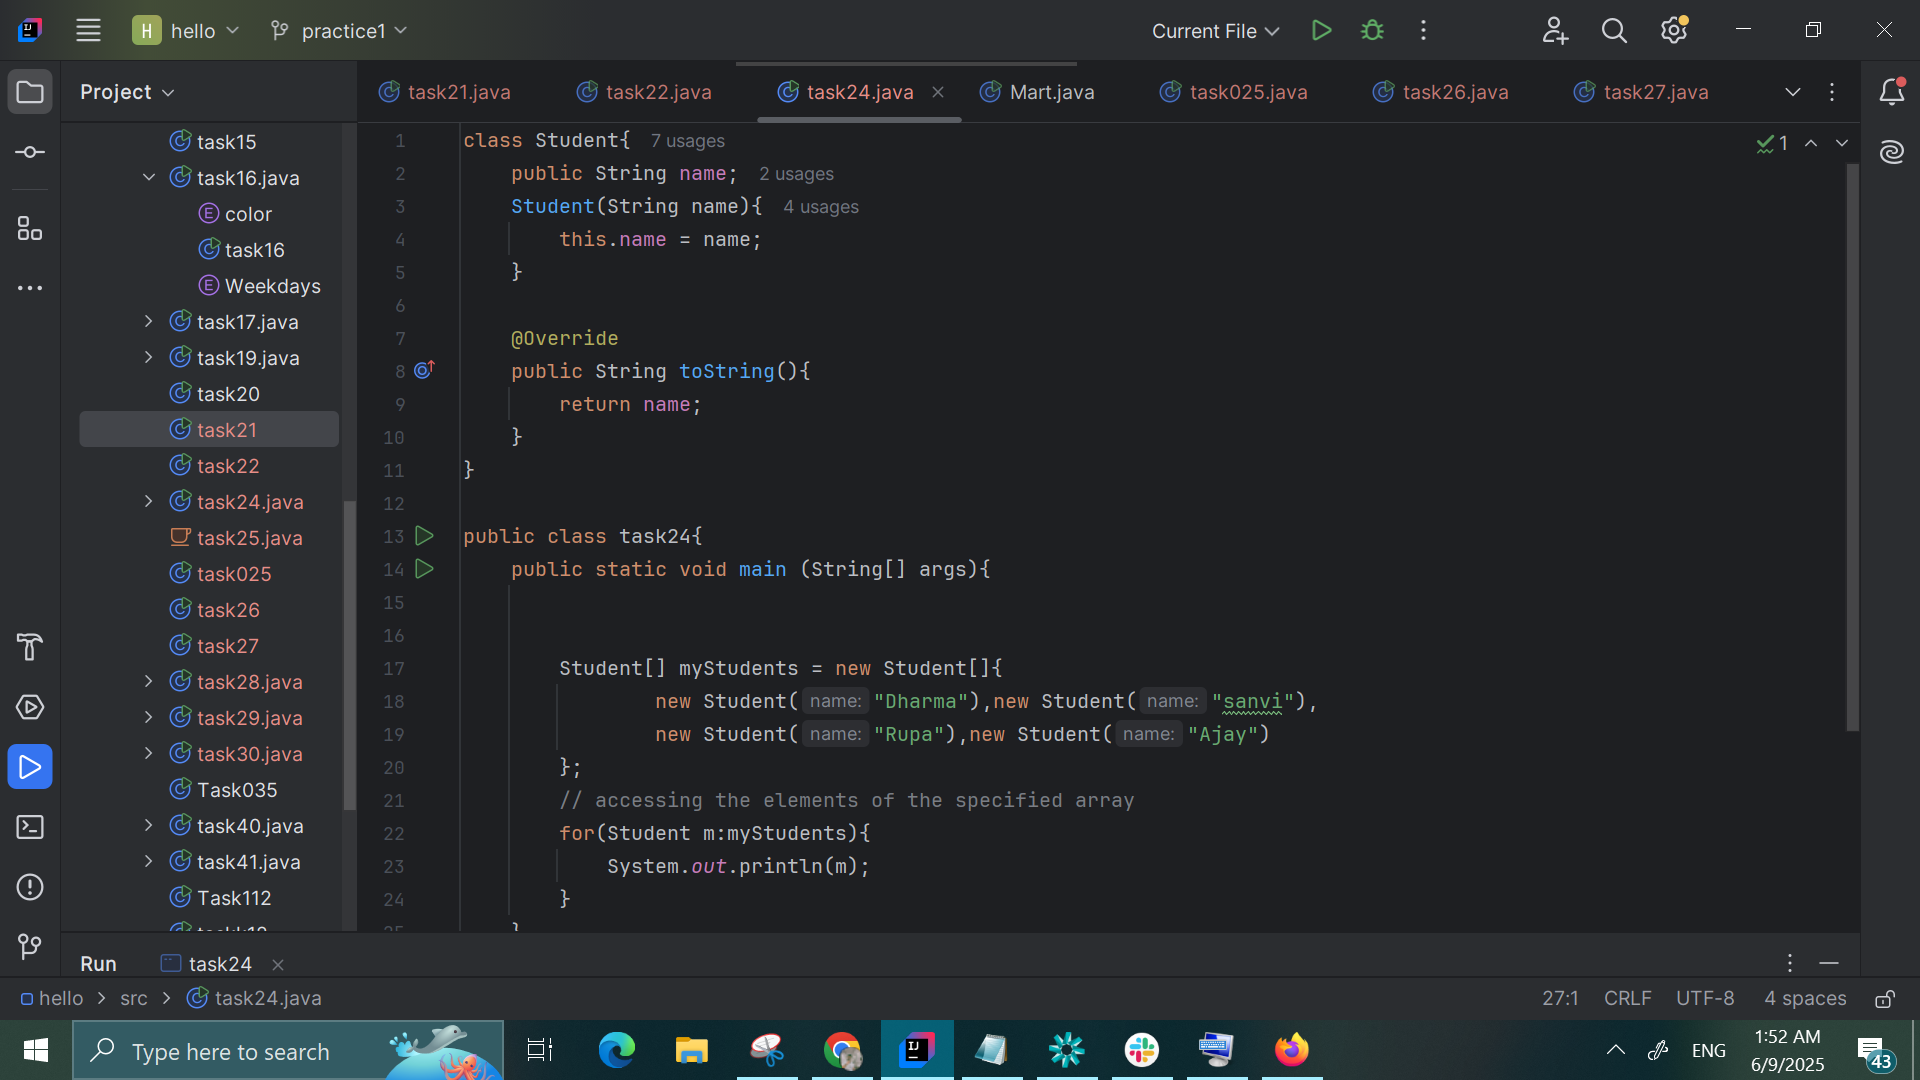 H hello practice1 Current File
Project task21.java task22.java task24.java Mart.java task025.java task26.java task27.java
task15
task16.java
color
task16
Weekdays
task17.java
task19.java
task20
task21
task22
task24.java
task25.java
task025
task26
task27
task28.java
task29.java
task30.java
Task035
task40.java
task41.java
Task112
1 class Student{ 7 usages
2 public String name; 2 usages
3 Student(String name){ 4 usages
4 this.name = name;
5 }
6
7 @Override
8 public String toString(){
9 return name;
10 }
11 }
12
13 public class task24{
14 public static void main (String[] args){
15
16
17 Student[] myStudents = new Student[]{
18 new Student( name: "Dharma"),new Student( name: "sanvi"),
19 new Student( name: "Rupa"),new Student( name: "Ajay")
20 };
21 // accessing the elements of the specified array
22 for(Student m:myStudents){
23 System.out.println(m);
24 }
1
Run task24
hello > src > task24.java 27:1 CRLF UTF-8 4 spaces
Type here to search ENG 1:52 AM
6/9/2025 43